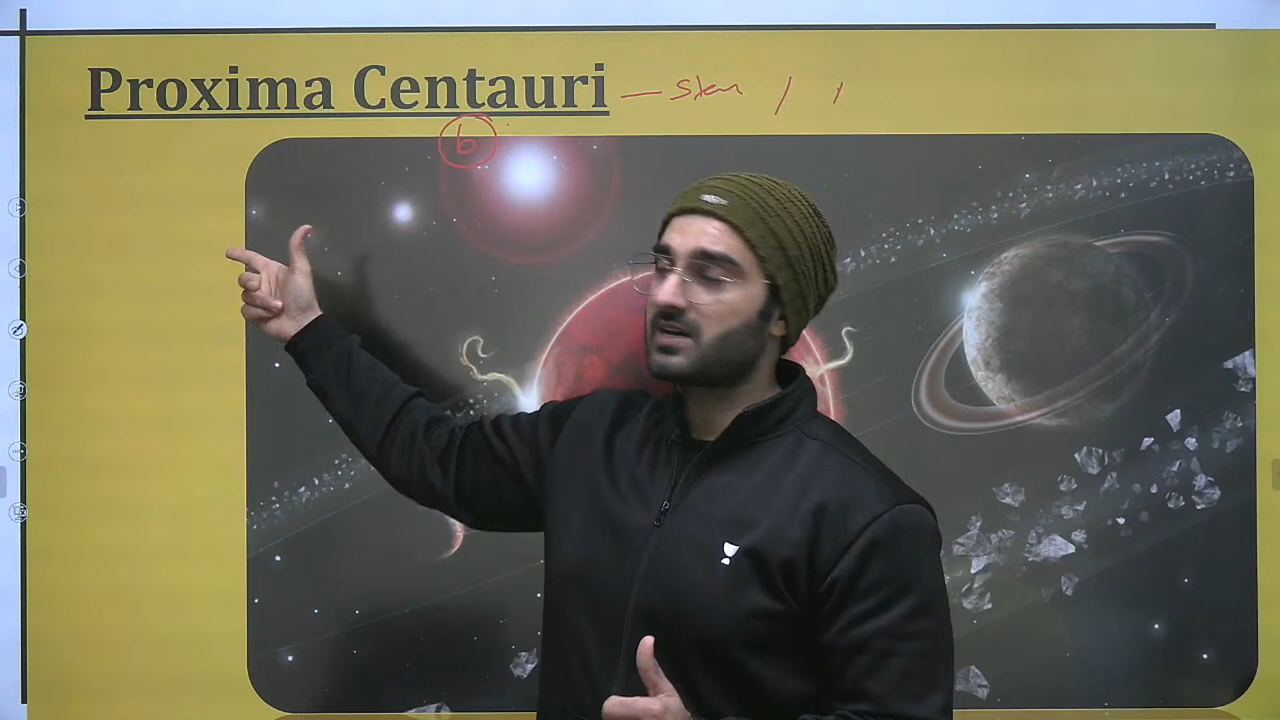 Proxima Centauri — star /
b